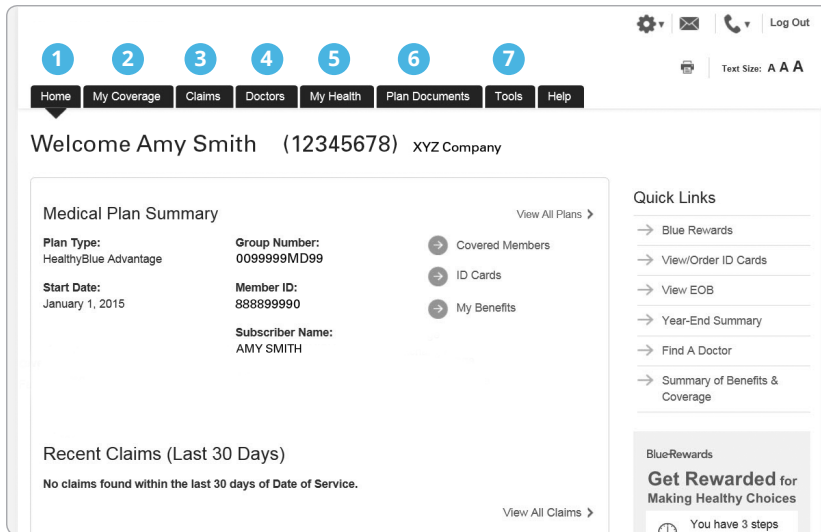 Log Out
Text Size: A A A
1 2 3 4 5 6 7
Home My Coverage Claims Doctors My Health Plan Documents Tools Help
Welcome Amy Smith (12345678) XYZ Company
Medical Plan Summary
View All Plans
Plan Type:
HealthyBlue Advantage
Start Date:
January 1, 2015
Group Number:
0099999MD99
Member ID:
888899990
Subscriber Name:
AMY SMITH
Covered Members
ID Cards
My Benefits
Recent Claims (Last 30 Days)
No claims found within the last 30 days of Date of Service.
View All Claims
Quick Links
Blue Rewards
View/Order ID Cards
View EOB
Year-End Summary
Find A Doctor
Summary of Benefits &
Coverage
BlueRewards
Get Rewarded for
Making Healthy Choices
You have 3 steps